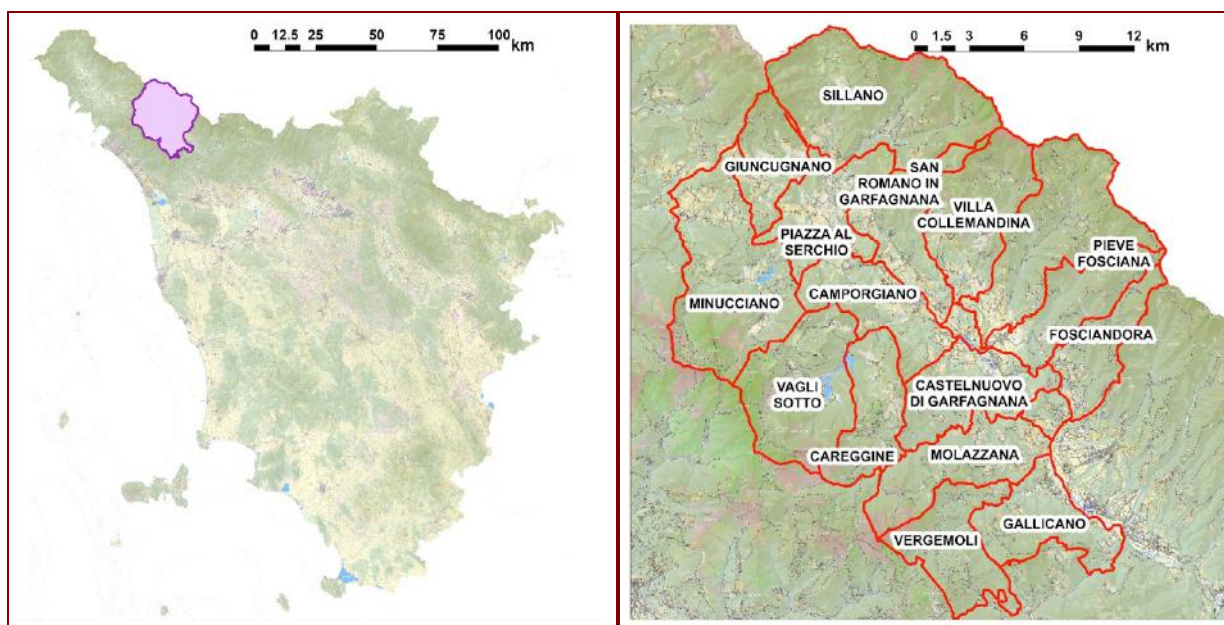 0 12.5 25 50 75 100
km
0 1.5 3 6 9 12
km
SILLANO
GIUNCUGNANO
SAN
ROMANO IN
GARFAGNANA
VILLA
COLLEMANDINA
PIAZZA AL
SERCHIO
PIEVE
FOSCIANA
MINUCCIANO
CAMPORGIANO
FOSCIANDORA
VAGLI
SOTTO
CASTELNUOVO
DI GARFAGNANA
CAREGGINE
MOLAZZANA
VERGEMOLI
GALLICANO